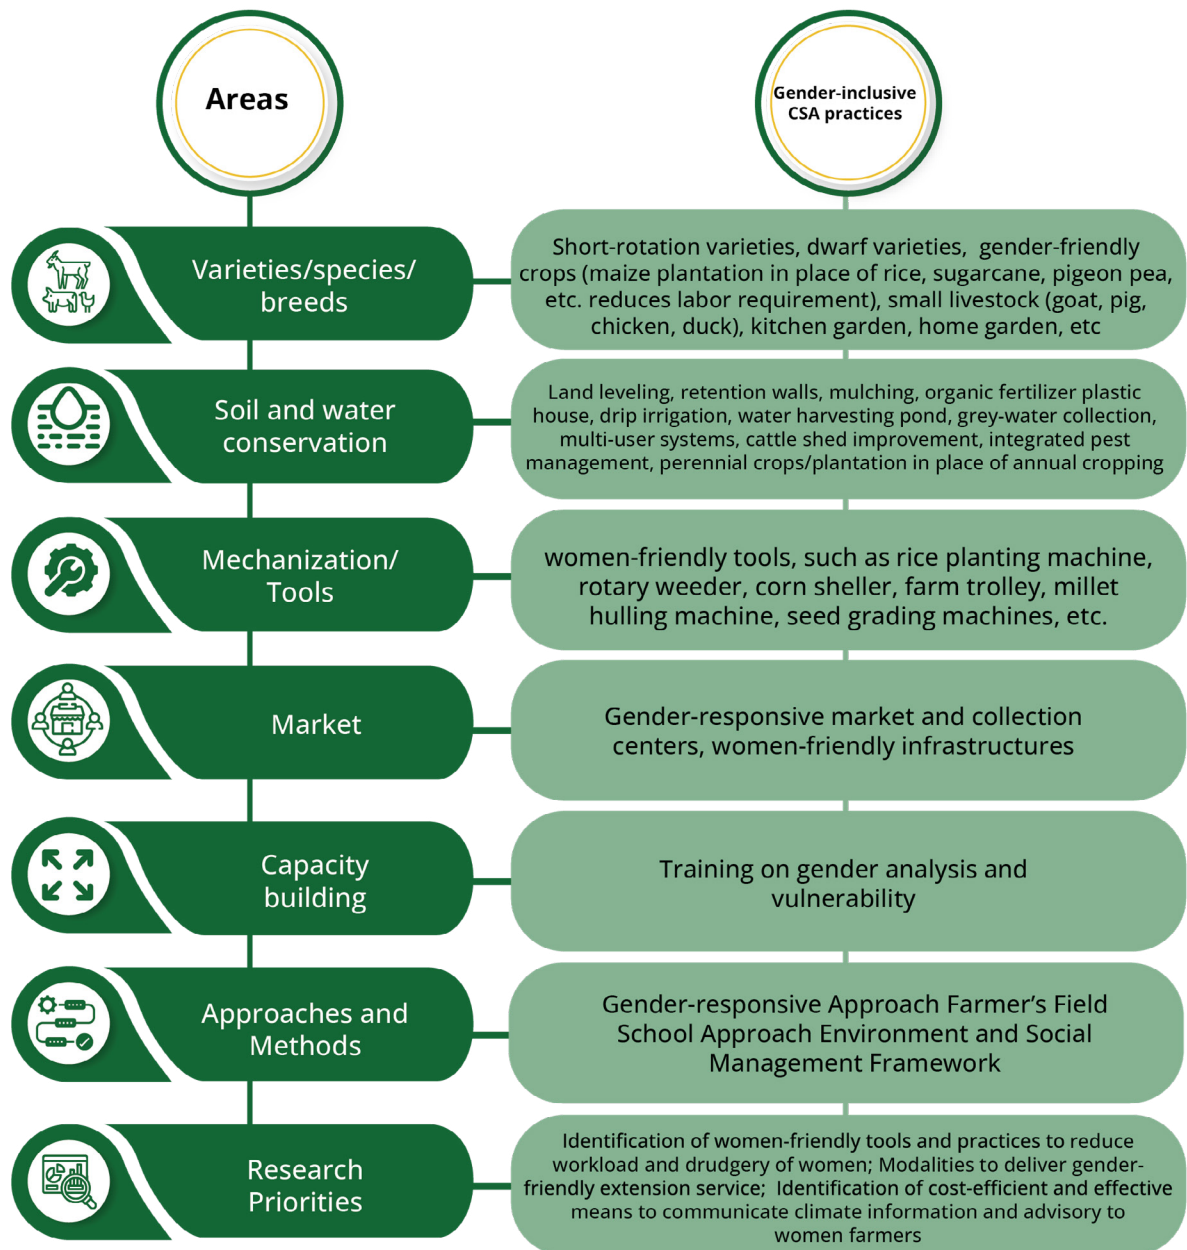 Areas
Gender-inclusive
CSA practices
Varieties/species/
breeds
Short-rotation varieties, dwarf varieties, gender-friendly
crops (maize plantation in place of rice, sugarcane, pigeon pea,
etc. reduces labor requirement), small livestock (goat, pig,
chicken, duck), kitchen garden, home garden, etc
Soil and water
conservation
Land leveling, retention walls, mulching, organic fertilizer plastic
house, drip irrigation, water harvesting pond, grey-water collection,
multi-user systems, cattle shed improvement, integrated pest
management, perennial crops/plantation in place of annual cropping
Mechanization/
Tools
women-friendly tools, such as rice planting machine,
rotary weeder, corn sheller, farm trolley, millet
hulling machine, seed grading machines, etc.
Market
Gender-responsive market and collection
centers, women-friendly infrastructures
Capacity
building
Training on gender analysis and
vulnerability
Approaches and
Methods
Gender-responsive Approach Farmer’s Field
School Approach Environment and Social
Management Framework
Research
Priorities
Identification of women-friendly tools and practices to reduce
workload and drudgery of women; Modalities to deliver gender-
friendly extension service; Identification of cost-efficient and effective
means to communicate climate information and advisory to
women farmers